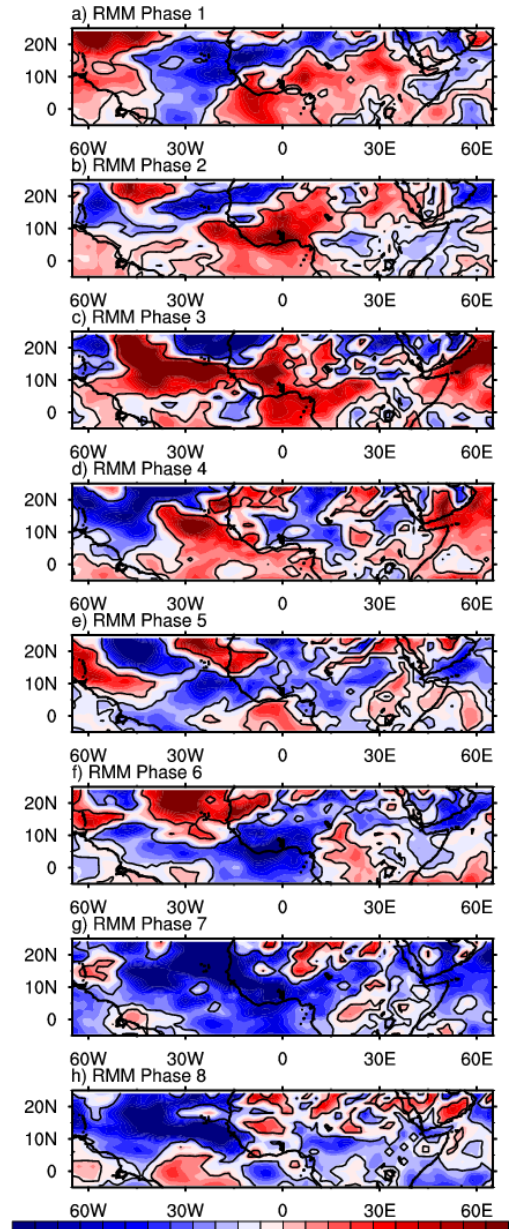 a) RMM Phase 1
20N
10N
0
60W 30W 0 30E 60E
b) RMM Phase 2
20N
10N
0
60W 30W 0 30E 60E
c) RMM Phase 3
20N
10N
0
60W 30W 0 30E 60E
d) RMM Phase 4
20N
10N
0
60W 30W 0 30E 60E
e) RMM Phase 5
20N
10N
0
60W 30W 0 30E 60E
f) RMM Phase 6
20N
10N
0
60W 30W 0 30E 60E
g) RMM Phase 7
20N
10N
0
60W 30W 0 30E 60E
h) RMM Phase 8
20N
10N
0
60W 30W 0 30E 60E